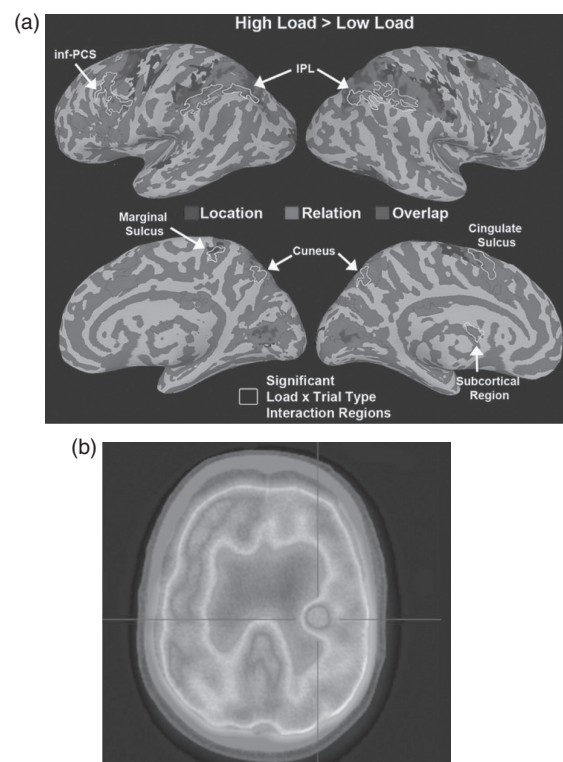 (a)
High Load > Low Load
inf-PCS
IPL
Marginal
Sulcus
Location
Relation
Overlap
Cingulate
Sulcus
Cuneus
Significant
Load x Trial Type
Interaction Regions
Subcortical
Region
(b)